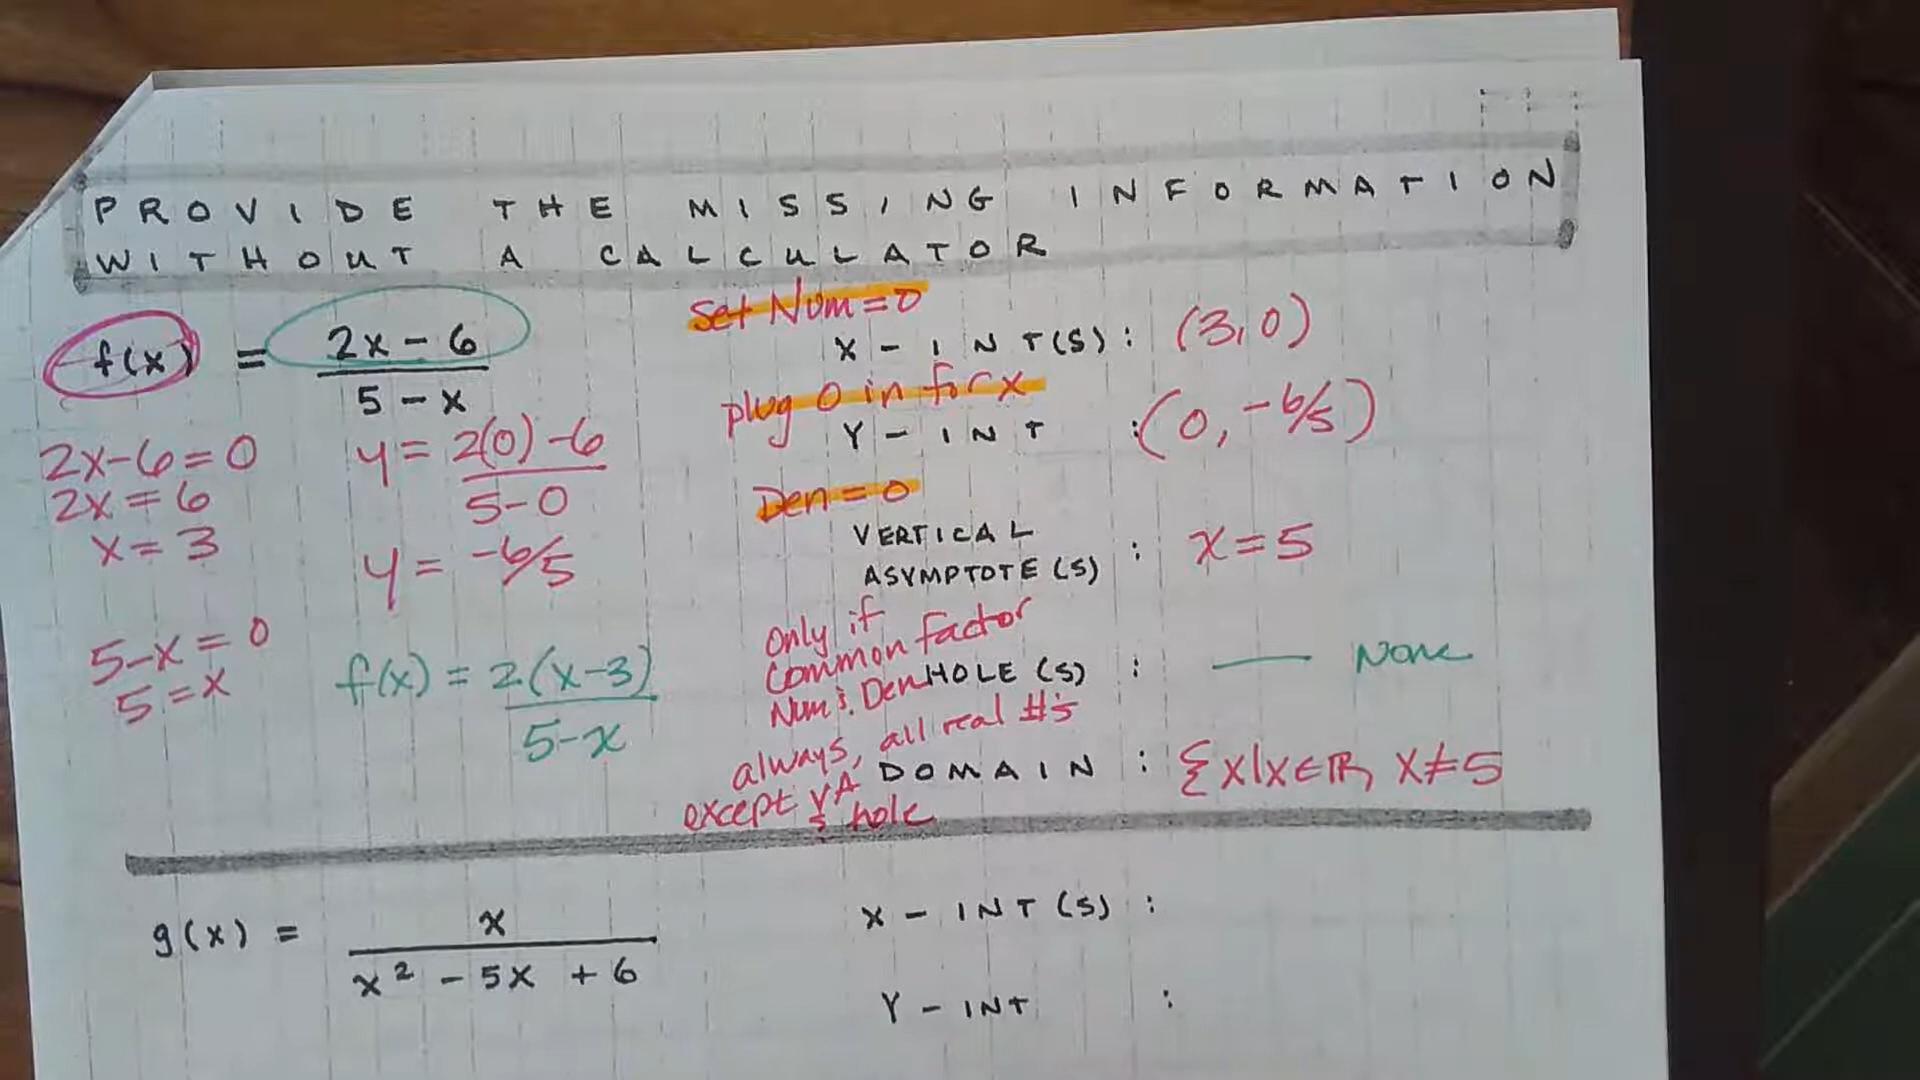 PROVIDE THE MISSING INFORMATION
WITHOUT A CALCULATOR
f(x) = 2x - 6
5 - x
2x-6=0
2x = 6
x = 3
y = 2(0) -6
5-0
y = -6/5
5-x = 0
5 = x
f(x) = 2(x-3)
5-x
Set Num = 0
X - INT(S) : (3,0)
plug 0 in for x
Y - INT : (0, -6/5)
Den = 0
VERTICAL
ASYMPTOTE (S) : x = 5
Only if
Common factor
Num & Den HOLE (S) : — None
always, all real #'s
DOMAIN : {x|x∈ℝ, x≠5
except VA
& hole
g(x) = x
x² - 5x + 6
X - INT (S) :
Y - INT :